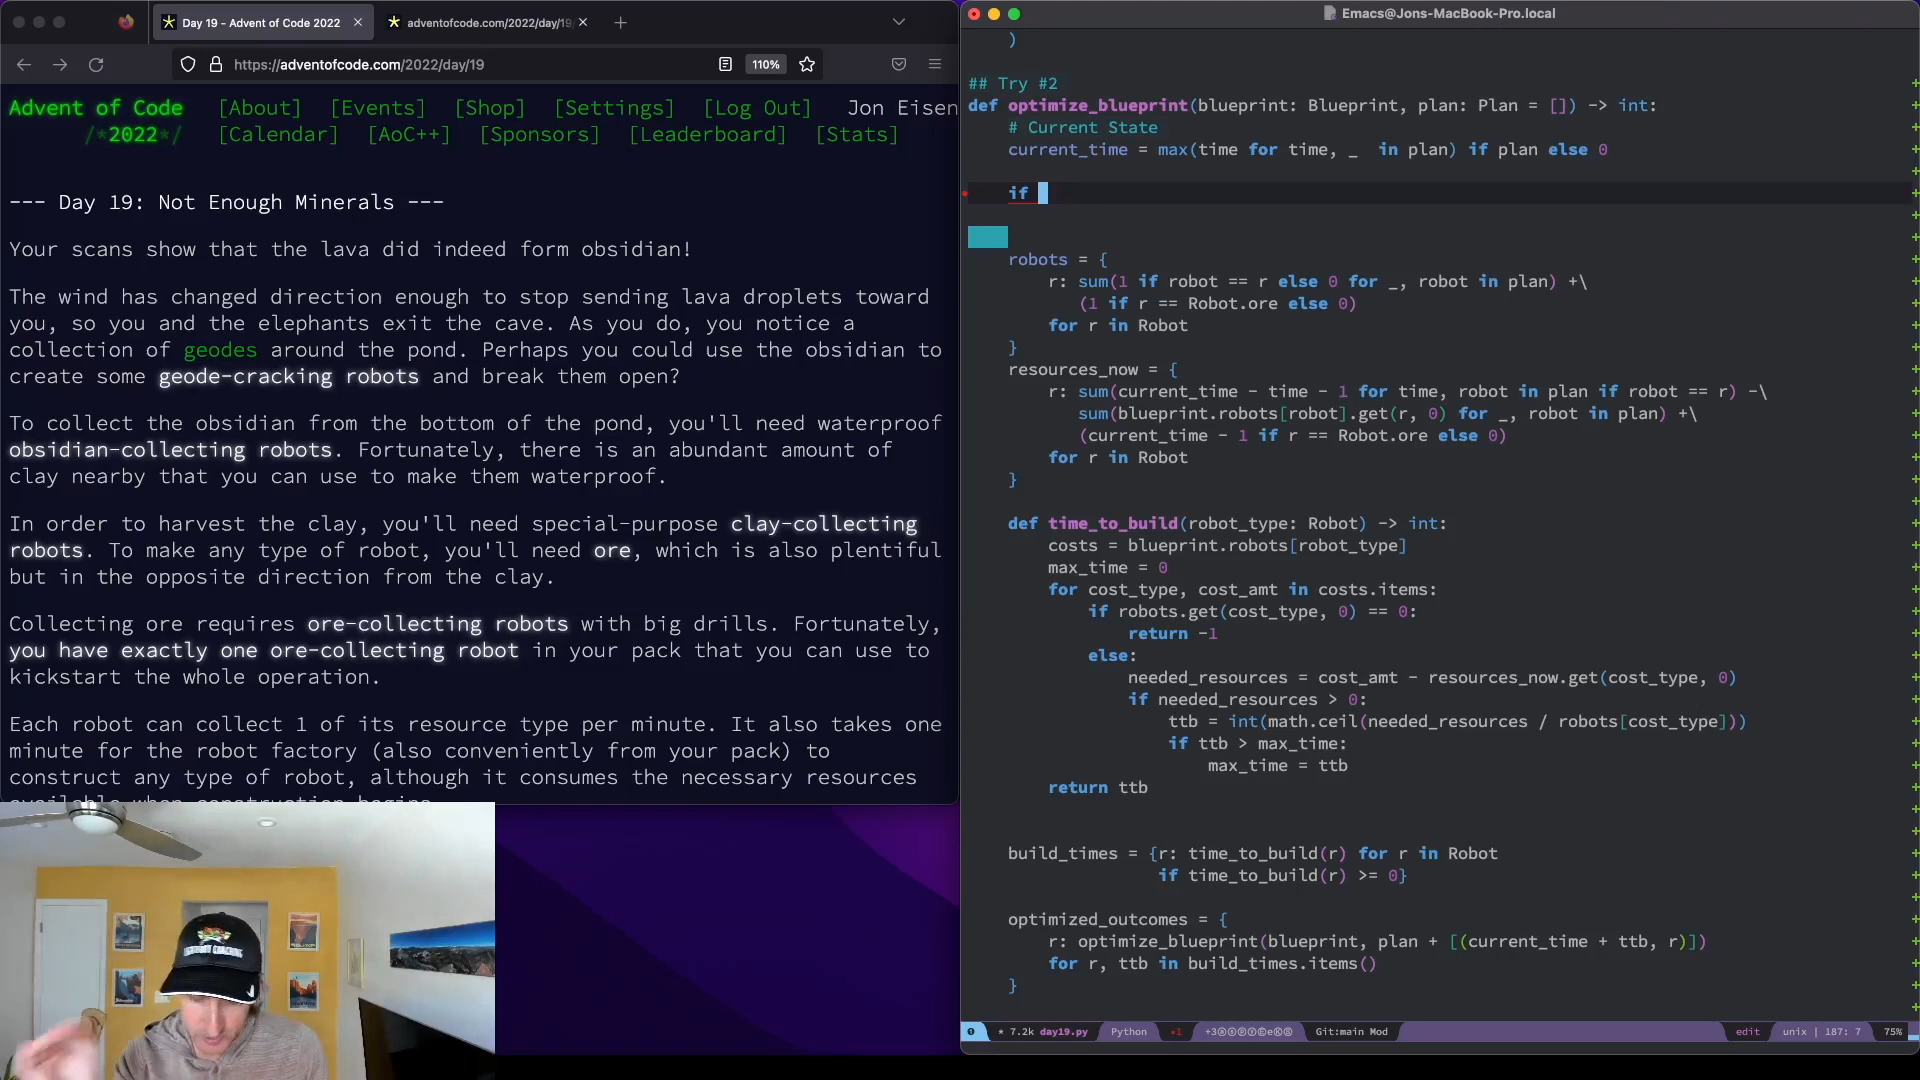 Day 19 - Advent of Code 2022
adventofcode.com/2022/day/19
https://adventofcode.com/2022/day/19
110%
Advent of Code [About] [Events] [Shop] [Settings] [Log Out] Jon Eisen
/*2022*/ [Calendar] [AoC++] [Sponsors] [Leaderboard] [Stats]
--- Day 19: Not Enough Minerals ---
Your scans show that the lava did indeed form obsidian!
The wind has changed direction enough to stop sending lava droplets toward
you, so you and the elephants exit the cave. As you do, you notice a
collection of geodes around the pond. Perhaps you could use the obsidian to
create some geode-cracking robots and break them open?
To collect the obsidian from the bottom of the pond, you'll need waterproof
obsidian-collecting robots. Fortunately, there is an abundant amount of
clay nearby that you can use to make them waterproof.
In order to harvest the clay, you'll need special-purpose clay-collecting
robots. To make any type of robot, you'll need ore, which is also plentiful
but in the opposite direction from the clay.
Collecting ore requires ore-collecting robots with big drills. Fortunately,
you have exactly one ore-collecting robot in your pack that you can use to
kickstart the whole operation.
Each robot can collect 1 of its resource type per minute. It also takes one
minute for the robot factory (also conveniently from your pack) to
construct any type of robot, although it consumes the necessary resources
available when construction begins.
Emacs@Jons-MacBook-Pro.local
)
## Try #2
def optimize_blueprint(blueprint: Blueprint, plan: Plan = []) -> int:
# Current State
current_time = max(time for time, _  in plan) if plan else 0
if
robots = {
r: sum(1 if robot == r else 0 for _, robot in plan) +\
(1 if r == Robot.ore else 0)
for r in Robot
}
resources_now = {
r: sum(current_time - time - 1 for time, robot in plan if robot == r) -\
sum(blueprint.robots[robot].get(r, 0) for _, robot in plan) +\
(current_time - 1 if r == Robot.ore else 0)
for r in Robot
}
def time_to_build(robot_type: Robot) -> int:
costs = blueprint.robots[robot_type]
max_time = 0
for cost_type, cost_amt in costs.items:
if robots.get(cost_type, 0) == 0:
return -1
else:
needed_resources = cost_amt - resources_now.get(cost_type, 0)
if needed_resources > 0:
ttb = int(math.ceil(needed_resources / robots[cost_type]))
if ttb > max_time:
max_time = ttb
return ttb
build_times = {r: time_to_build(r) for r in Robot
if time_to_build(r) >= 0}
optimized_outcomes = {
r: optimize_blueprint(blueprint, plan + [(current_time + ttb, r)])
for r, ttb in build_times.items()
}
* 7.2k day19.py Python •1 Git:main Mod edit unix | 187: 7 75%